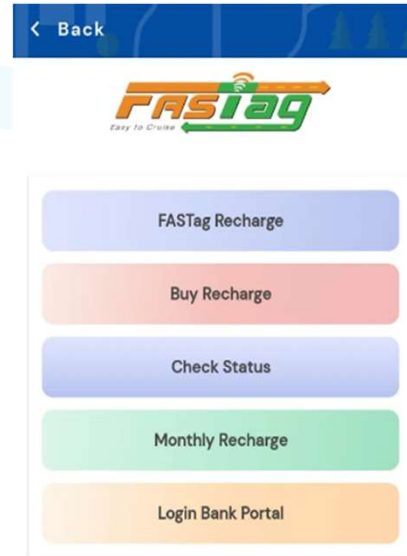 Back
FASTag
Easy to Cruise
FASTag Recharge
Buy Recharge
Check Status
Monthly Recharge
Login Bank Portal